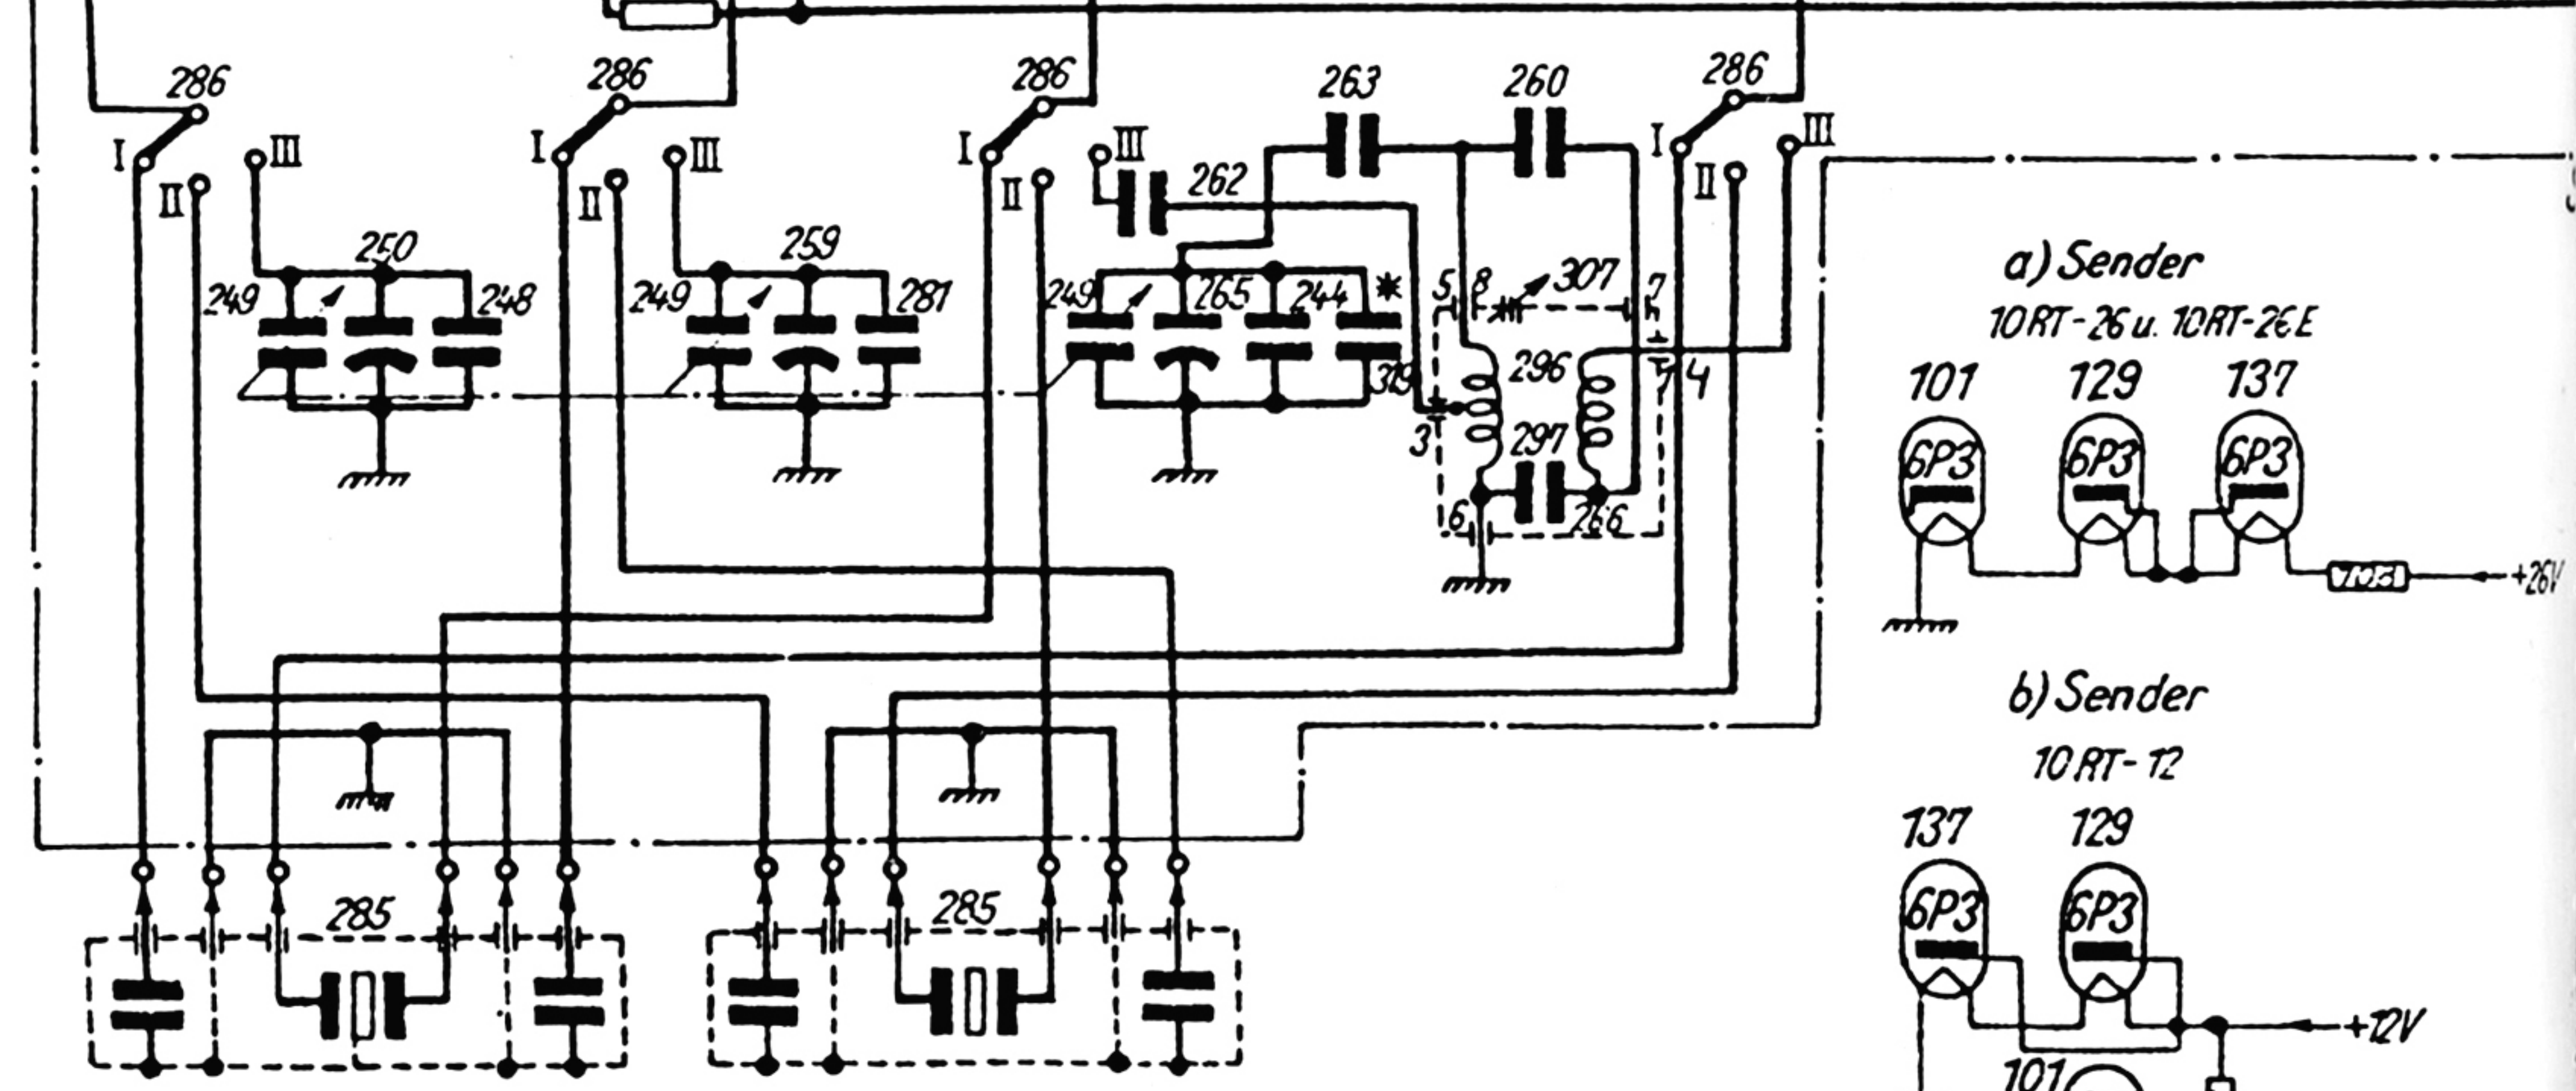 286
286
286
263
260
286
I
II
III
I
II
III
I
II
III
262
I
II
III
250
259
249
248
249
281
249
265
244
*
319
5
8
307
7
296
4
3
297
6
266
285
285
a) Sender
10RT-26 u. 10RT-26E
101
129
137
6P3
6P3
6P3
+26V
b) Sender
10RT-12
137
129
6P3
6P3
+12V
101